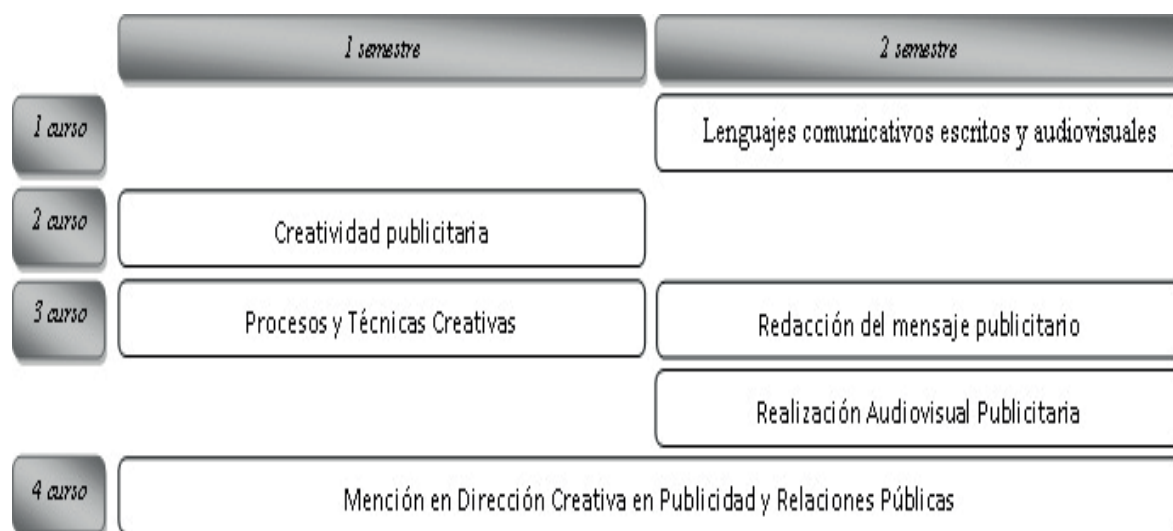 1 semestre
2 semestre
1 curso
Lenguajes comunicativos escritos y audiovisuales
2 curso
Creatividad publicitaria
3 curso
Procesos y Técnicas Creativas
Redacción del mensaje publicitario
Realización Audiovisual Publicitaria
4 curso
Mención en Dirección Creativa en Publicidad y Relaciones Públicas